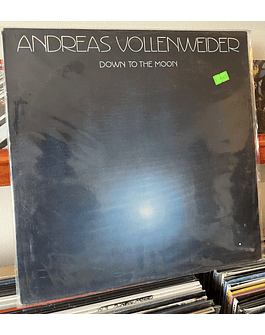 ANDREAS VOLLENWEIDER
DOWN TO THE MOON